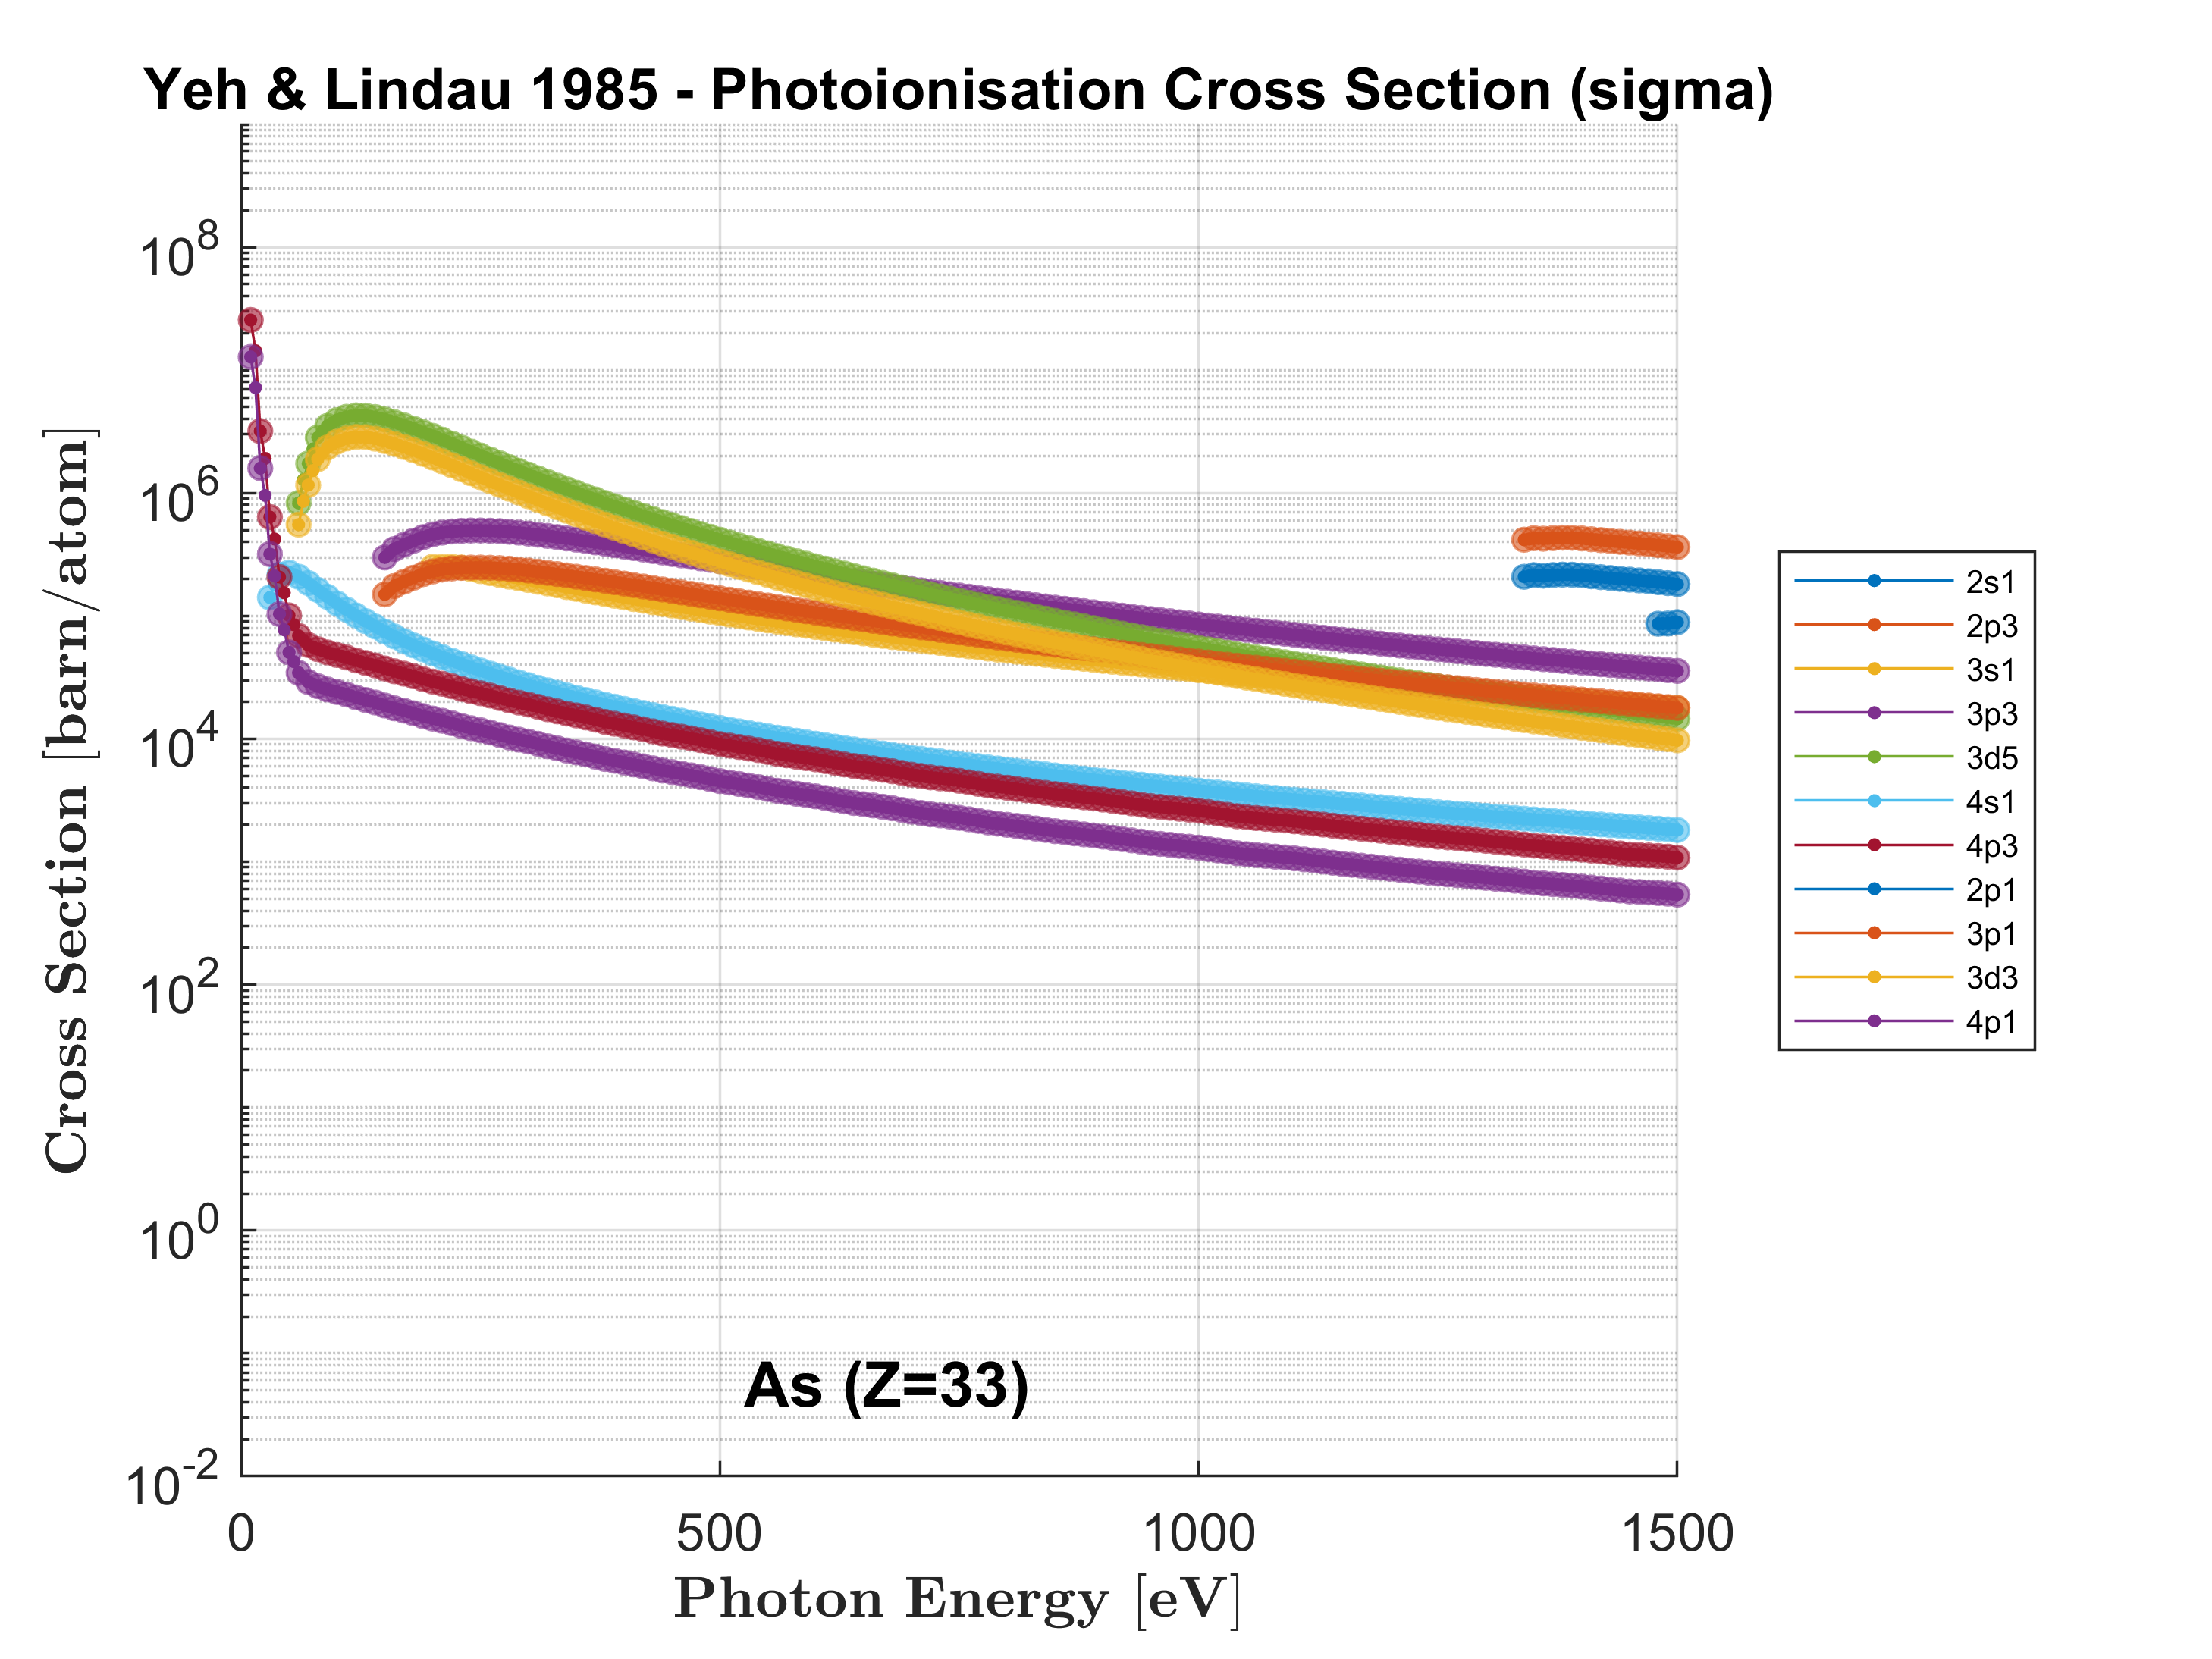 Yeh & Lindau 1985 - Photoionisation Cross Section (sigma)
Cross Section [barn/atom]
10^8
10^6
10^4
10^2
10^0
10^-2
0 500 1000 1500
Photon Energy [eV]
As (Z=33)
2s1
2p3
3s1
3p3
3d5
4s1
4p3
2p1
3p1
3d3
4p1